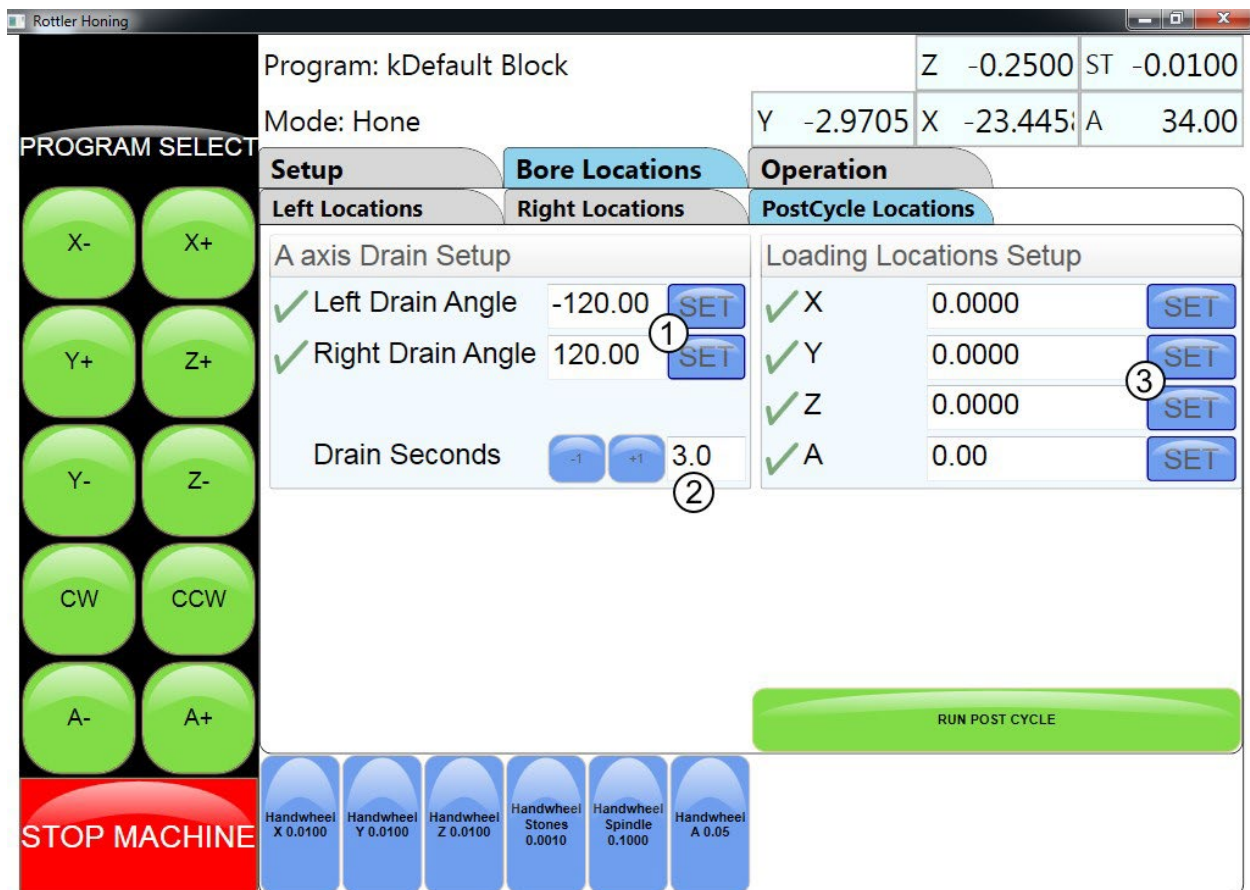 Rottler Honing
Program: kDefault Block
Z -0.2500 ST -0.0100
Mode: Hone
Y -2.9705 X -23.445 A 34.00
PROGRAM SELECT
Setup Bore Locations Operation
Left Locations Right Locations PostCycle Locations
X- X+
Y+ Z+
Y- Z-
CW CCW
A- A+
STOP MACHINE
A axis Drain Setup
Left Drain Angle -120.00 SET
1
Right Drain Angle 120.00 SET
Drain Seconds -1 +1 3.0
2
Loading Locations Setup
X 0.0000 SET
Y 0.0000 SET
3
Z 0.0000 SET
A 0.00 SET
RUN POST CYCLE
Handwheel
X 0.0100
Handwheel
Y 0.0100
Handwheel
Z 0.0100
Handwheel
Stones
0.0010
Handwheel
Spindle
0.1000
Handwheel
A 0.05